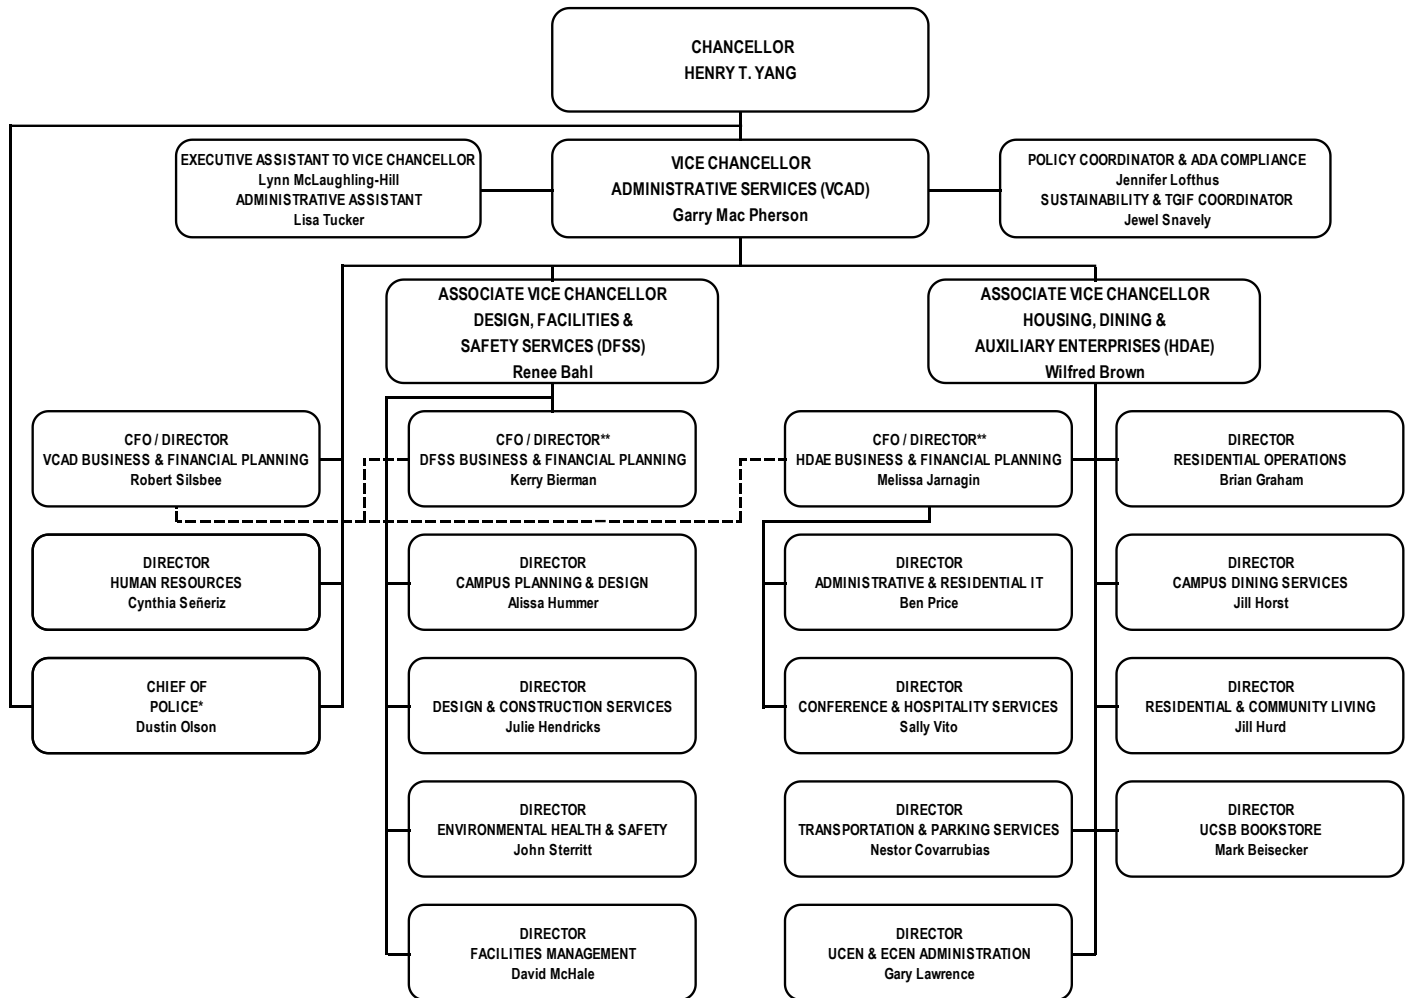 CHANCELLOR
HENRY T. YANG
EXECUTIVE ASSISTANT TO VICE CHANCELLOR
Lynn McLaughling-Hill
ADMINISTRATIVE ASSISTANT
Lisa Tucker
VICE CHANCELLOR
ADMINISTRATIVE SERVICES (VCAD)
Garry Mac Pherson
POLICY COORDINATOR & ADA COMPLIANCE
Jennifer Lofthus
SUSTAINABILITY & TGIF COORDINATOR
Jewel Snavely
ASSOCIATE VICE CHANCELLOR
DESIGN, FACILITIES &
SAFETY SERVICES (DFSS)
Renee Bahl
ASSOCIATE VICE CHANCELLOR
HOUSING, DINING &
AUXILIARY ENTERPRISES (HDAE)
Wilfred Brown
CFO / DIRECTOR
VCAD BUSINESS & FINANCIAL PLANNING
Robert Silsbee
CFO / DIRECTOR**
DFSS BUSINESS & FINANCIAL PLANNING
Kerry Bierman
CFO / DIRECTOR**
HDAE BUSINESS & FINANCIAL PLANNING
Melissa Jarnagin
DIRECTOR
RESIDENTIAL OPERATIONS
Brian Graham
DIRECTOR
HUMAN RESOURCES
Cynthia Señeriz
DIRECTOR
CAMPUS PLANNING & DESIGN
Alissa Hummer
DIRECTOR
ADMINISTRATIVE & RESIDENTIAL IT
Ben Price
DIRECTOR
CAMPUS DINING SERVICES
Jill Horst
CHIEF OF
POLICE*
Dustin Olson
DIRECTOR
DESIGN & CONSTRUCTION SERVICES
Julie Hendricks
DIRECTOR
CONFERENCE & HOSPITALITY SERVICES
Sally Vito
DIRECTOR
RESIDENTIAL & COMMUNITY LIVING
Jill Hurd
DIRECTOR
ENVIRONMENTAL HEALTH & SAFETY
John Sterritt
DIRECTOR
TRANSPORTATION & PARKING SERVICES
Nestor Covarrubias
DIRECTOR
UCSB BOOKSTORE
Mark Beisecker
DIRECTOR
FACILITIES MANAGEMENT
David McHale
DIRECTOR
UCEN & ECEN ADMINISTRATION
Gary Lawrence